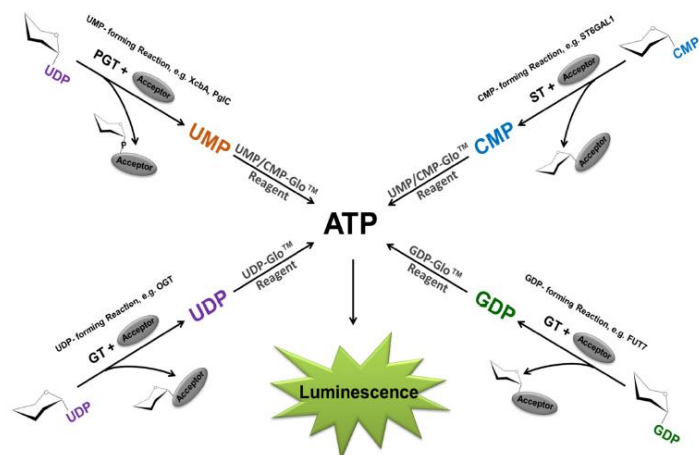 UDP
UMP- forming Reaction, e.g. XcbA, PglC
PGT + Acceptor
P
Acceptor
UMP
UMP/CMP-Glo™
Reagent
CMP
CMP- forming Reaction, e.g. ST6GAL1
ST + Acceptor
Acceptor
CMP
UMP/CMP-Glo™
Reagent
ATP
UDP- forming Reaction, e.g. OGT
GT + Acceptor
UDP
Acceptor
UDP
UDP-Glo™
Reagent
GDP-Glo™
Reagent
GDP
GDP- forming Reaction, e.g. FUT7
GT + Acceptor
Acceptor
GDP
Luminescence